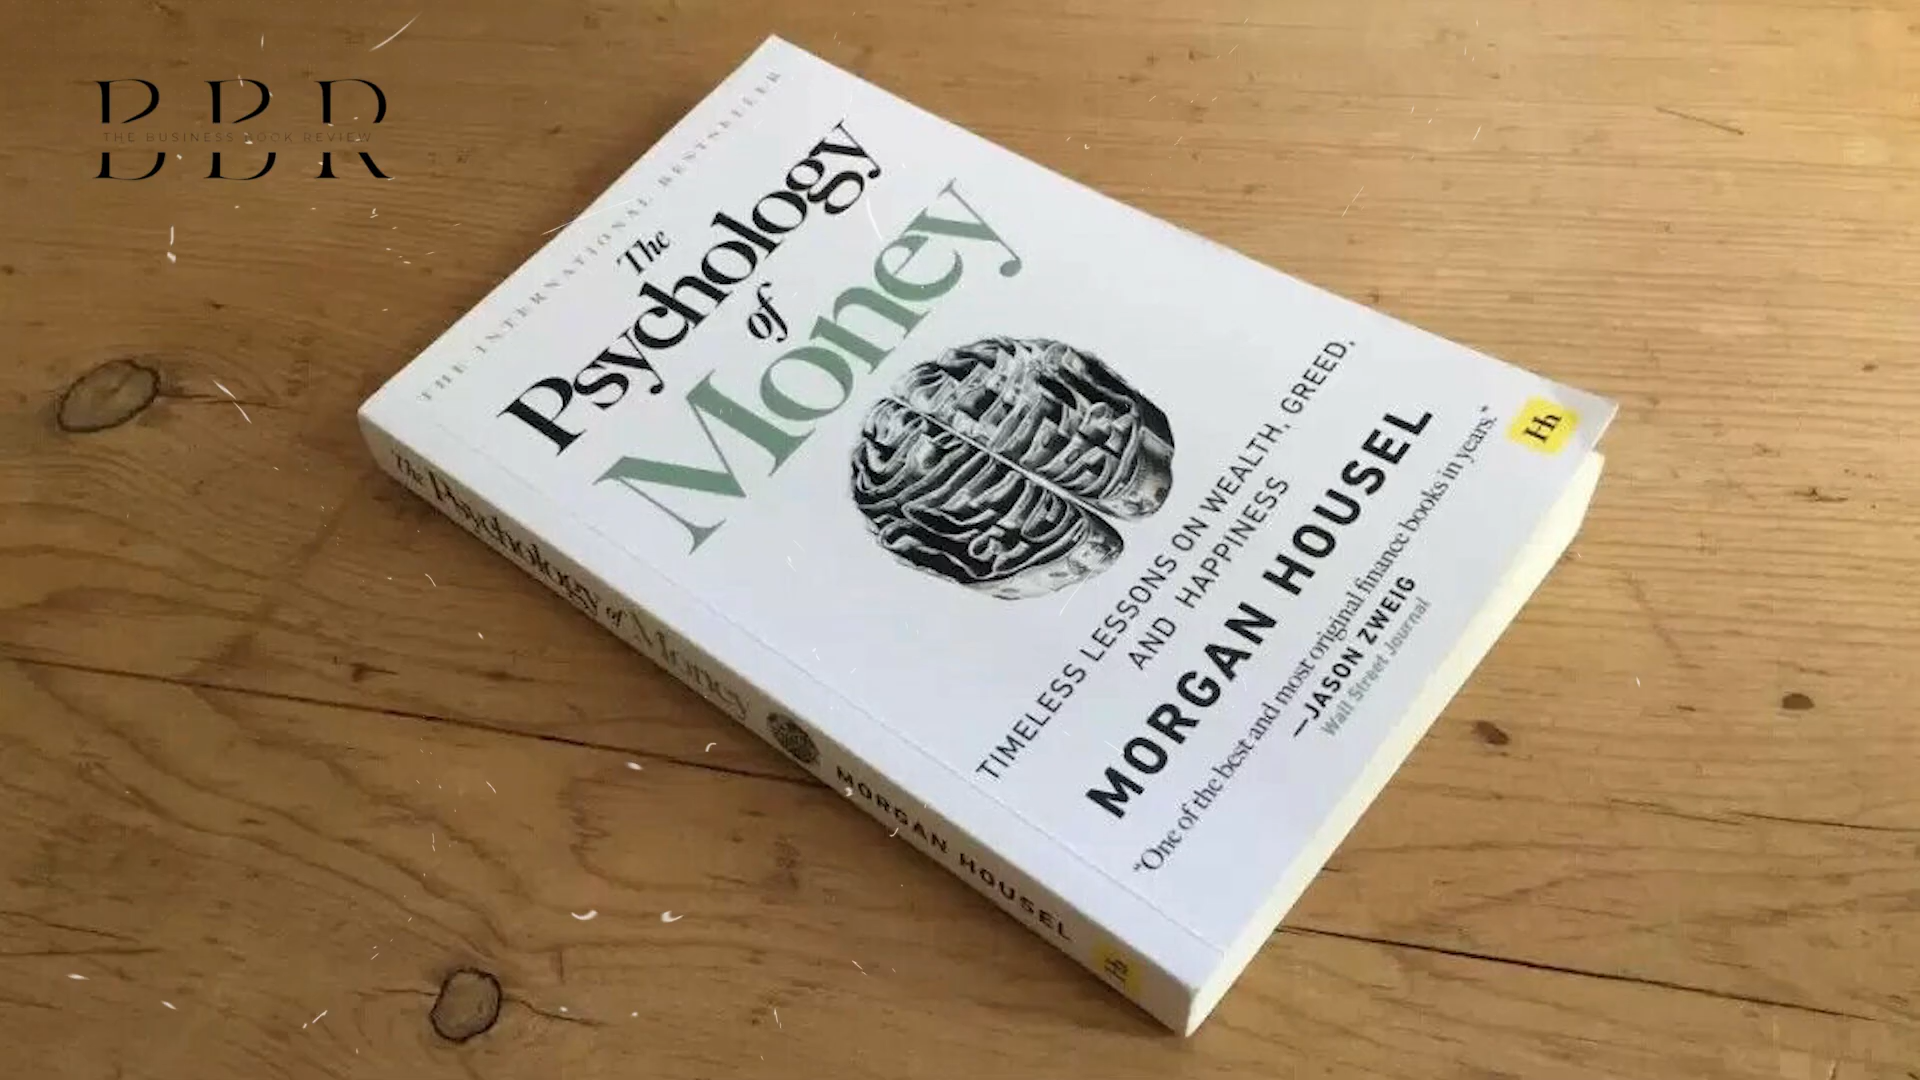 BBR
THE BUSINESS BOOK REVIEW
THE INTERNATIONAL BESTSELLER
The
Psychology
of
Money
TIMELESS LESSONS ON WEALTH, GREED,
AND HAPPINESS
MORGAN HOUSEL
"One of the best and most original finance books in years."
—JASON ZWEIG
Wall Street Journal
Hh
The Psychology of Money MORGAN HOUSEL Hh